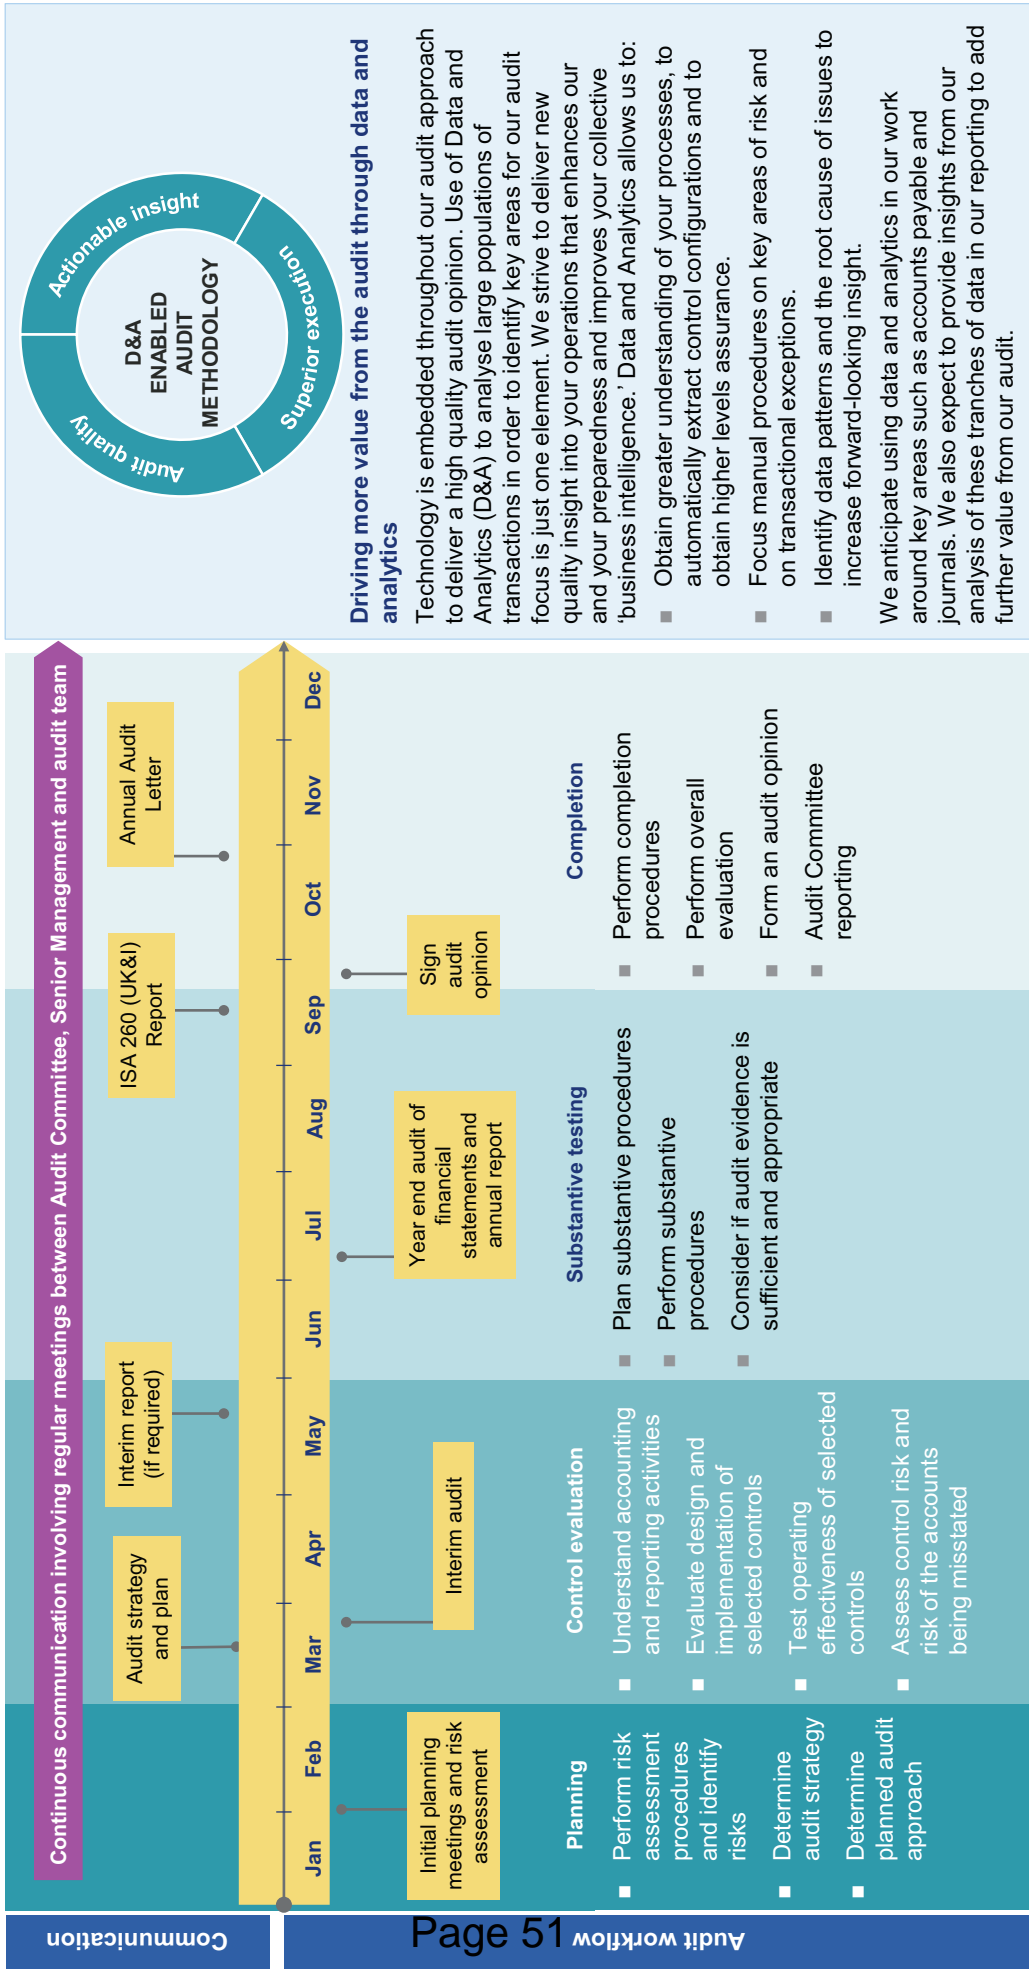 Communication
Continuous communication involving regular meetings between Audit Committee, Senior Management and audit team
Audit strategy
and plan
Interim report
(if required)
ISA 260 (UK&I)
Report
Annual Audit
Letter
Jan Feb Mar Apr May Jun Jul Aug Sep Oct Nov Dec
Audit workflow
Initial planning
meetings and risk
assessment
Interim audit
Year end audit of
financial
statements and
annual report
Sign
audit
opinion
Planning
■ Perform risk
assessment
procedures
and identify
risks
■ Determine
audit strategy
■ Determine
planned audit
approach
Control evaluation
■ Understand accounting
and reporting activities
■ Evaluate design and
implementation of
selected controls
■ Test operating
effectiveness of selected
controls
■ Assess control risk and
risk of the accounts
being misstated
Substantive testing
■ Plan substantive procedures
■ Perform substantive
procedures
■ Consider if audit evidence is
sufficient and appropriate
Completion
■ Perform completion
procedures
■ Perform overall
evaluation
■ Form an audit opinion
■ Audit Committee
reporting
Audit quality
Actionable insight
Superior execution
D&A
ENABLED
AUDIT
METHODOLOGY
Driving more value from the audit through data and
analytics
Technology is embedded throughout our audit approach
to deliver a high quality audit opinion. Use of Data and
Analytics (D&A) to analyse large populations of
transactions in order to identify key areas for our audit
focus is just one element. We strive to deliver new
quality insight into your operations that enhances our
and your preparedness and improves your collective
‘business intelligence.’ Data and Analytics allows us to:
■ Obtain greater understanding of your processes, to
automatically extract control configurations and to
obtain higher levels assurance.
■ Focus manual procedures on key areas of risk and
on transactional exceptions.
■ Identify data patterns and the root cause of issues to
increase forward-looking insight.
We anticipate using data and analytics in our work
around key areas such as accounts payable and
journals. We also expect to provide insights from our
analysis of these tranches of data in our reporting to add
further value from our audit.
Page 51